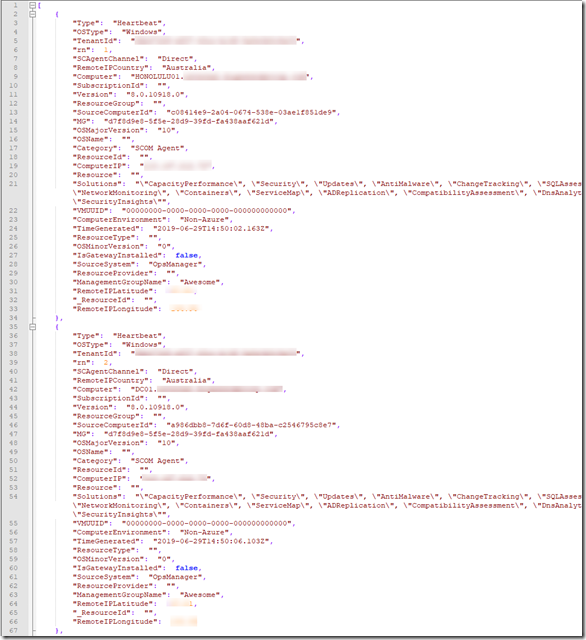 1 [
2 {
3 "Type": "Heartbeat",
4 "OSType": "Windows",
5 "TenantId": "
6 "rn": 1,
7 "SCAgentChannel": "Direct",
8 "RemoteIPCountry": "Australia",
9 "Computer": "HONOLULU01.
10 "SubscriptionId": "",
11 "Version": "8.0.10918.0",
12 "ResourceGroup": "",
13 "SourceComputerId": "c08414e9-2a04-0674-538e-03ae1f851de9",
14 "MG": "d7f8d9e8-5f5e-28d9-39fd-fa438aaf621d",
15 "OSMajorVersion": "10",
16 "OSName": "",
17 "Category": "SCOM Agent",
18 "ResourceId": "",
19 "ComputerIP": "
20 "Resource": "",
21 "Solutions": "\"CapacityPerformance\", \"Security\", \"Updates\", \"AntiMalware\", \"ChangeTracking\", \"SQLAsses
\"NetworkMonitoring\", \"Containers\", \"ServiceMap\", \"ADReplication\", \"CompatibilityAssessment\", \"DnsAnalyt
\"SecurityInsights\"",
22 "VMUUID": "00000000-0000-0000-0000-000000000000",
23 "ComputerEnvironment": "Non-Azure",
24 "TimeGenerated": "2019-06-29T14:50:02.163Z",
25 "ResourceType": "",
26 "OSMinorVersion": "0",
27 "IsGatewayInstalled": false,
28 "SourceSystem": "OpsManager",
29 "ResourceProvider": "",
30 "ManagementGroupName": "Awesome",
31 "RemoteIPLatitude":
32 "_ResourceId": "",
33 "RemoteIPLongitude":
34 },
35 {
36 "Type": "Heartbeat",
37 "OSType": "Windows",
38 "TenantId": "
39 "rn": 2,
40 "SCAgentChannel": "Direct",
41 "RemoteIPCountry": "Australia",
42 "Computer": "DC01.
43 "SubscriptionId": "",
44 "Version": "8.0.10918.0",
45 "ResourceGroup": "",
46 "SourceComputerId": "a986dbb8-7d6f-60d8-48ba-c2546795c8e7",
47 "MG": "d7f8d9e8-5f5e-28d9-39fd-fa438aaf621d",
48 "OSMajorVersion": "10",
49 "OSName": "",
50 "Category": "SCOM Agent",
51 "ResourceId": "",
52 "ComputerIP":
53 "Resource": "",
54 "Solutions": "\"CapacityPerformance\", \"Security\", \"Updates\", \"AntiMalware\", \"ChangeTracking\", \"SQLAsses
\"NetworkMonitoring\", \"Containers\", \"ServiceMap\", \"ADReplication\", \"CompatibilityAssessment\", \"DnsAnalyt
\"SecurityInsights\"",
55 "VMUUID": "00000000-0000-0000-0000-000000000000",
56 "ComputerEnvironment": "Non-Azure",
57 "TimeGenerated": "2019-06-29T14:50:06.103Z",
58 "ResourceType": "",
59 "OSMinorVersion": "0",
60 "IsGatewayInstalled": false,
61 "SourceSystem": "OpsManager",
62 "ResourceProvider": "",
63 "ManagementGroupName": "Awesome",
64 "RemoteIPLatitude":
65 "_ResourceId": "",
66 "RemoteIPLongitude":
67 },